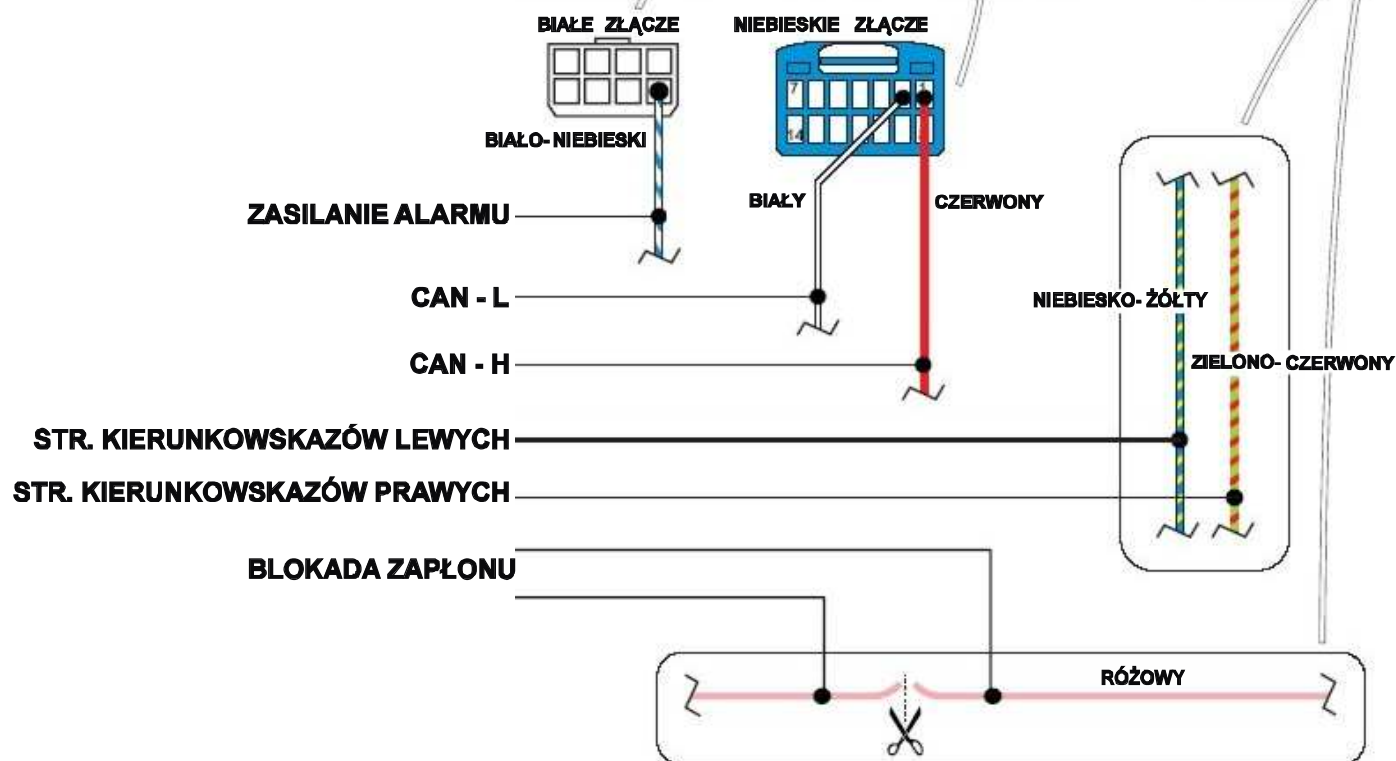 BIAŁE ZŁĄCZE
NIEBIESKIE ZŁĄCZE
7
1
14
BIAŁO-NIEBIESKI
BIAŁY
CZERWONY
ZASILANIE ALARMU
CAN - L
NIEBIESKO-ŻÓŁTY
CAN - H
ZIELONO-CZERWONY
STR. KIERUNKOWSKAZÓW LEWYCH
STR. KIERUNKOWSKAZÓW PRAWYCH
BLOKADA ZAPŁONU
RÓŻOWY